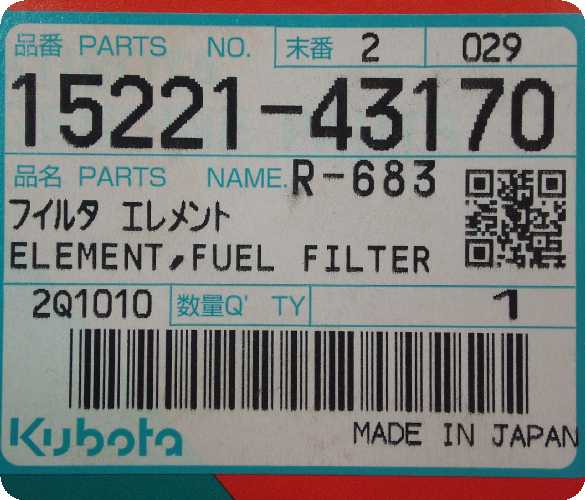 品番 PARTS NO. 末番 2 029
15221-43170
品名 PARTS NAME. R-683
フイルタ エレメント
ELEMENT,FUEL FILTER
2Q1010 数量Q' TY 1
Kubota MADE IN JAPAN